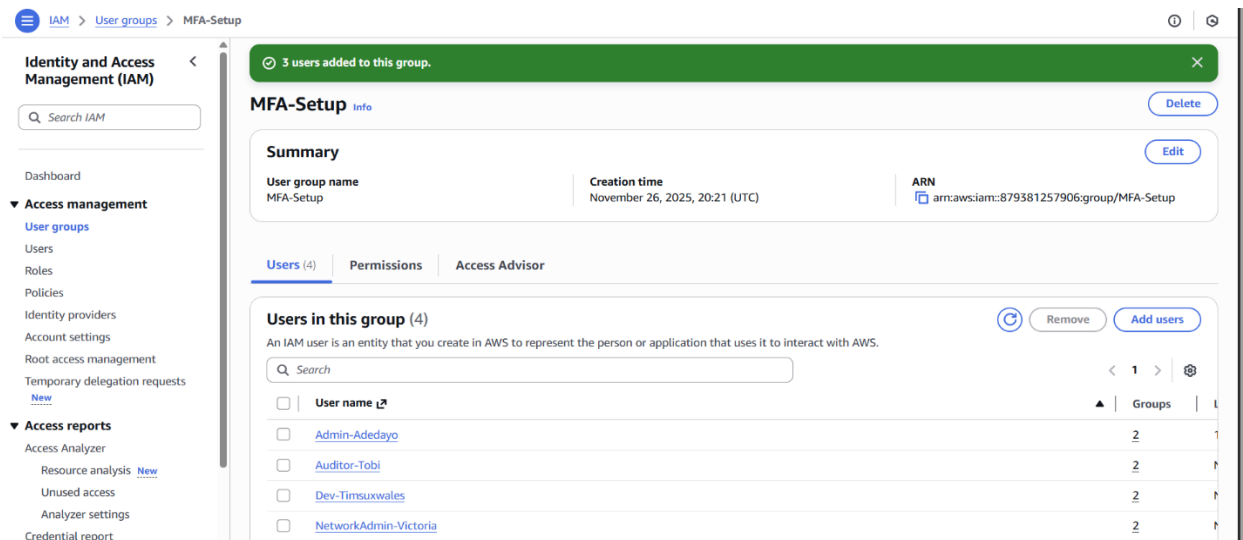 IAM > User groups > MFA-Setup
Identity and Access
Management (IAM)
Search IAM
Dashboard
Access management
User groups
Users
Roles
Policies
Identity providers
Account settings
Root access management
Temporary delegation requests
New
Access reports
Access Analyzer
Resource analysis New
Unused access
Analyzer settings
Credential report
3 users added to this group.
MFA-Setup Info
Delete
Summary
Edit
User group name
MFA-Setup
Creation time
November 26, 2025, 20:21 (UTC)
ARN
arn:aws:iam::879381257906:group/MFA-Setup
Users (4)
Permissions
Access Advisor
Users in this group (4)
Remove
Add users
An IAM user is an entity that you create in AWS to represent the person or application that uses it to interact with AWS.
Search
1
User name Groups
Admin-Adedayo 2
Auditor-Tobi 2
Dev-Timsuxwales 2
NetworkAdmin-Victoria 2